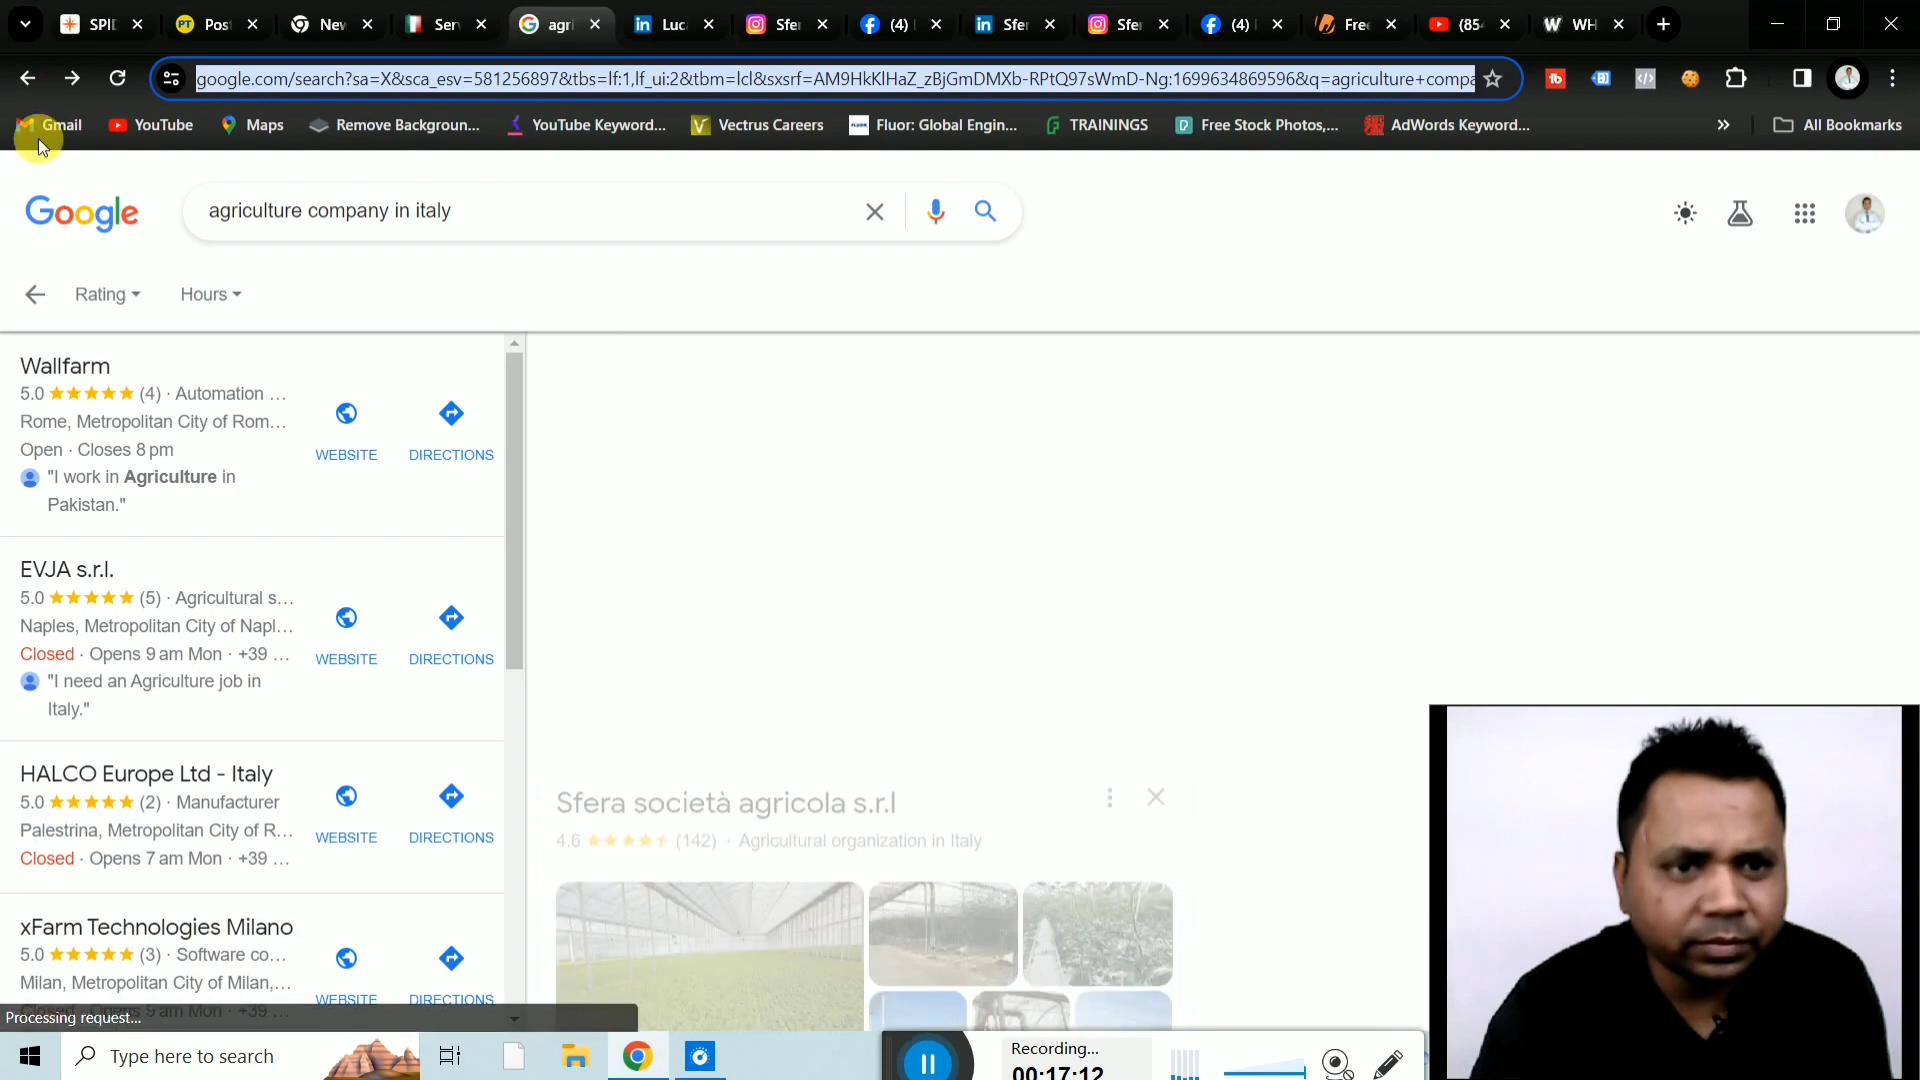 SPI
Pos
Nev
Ser
agri
Luc
Sfe
(4)
Sfe
Sfe
(4)
Fre
(85
W WH
google.com/search?sa=X&sca_esv=581256897&tbs=lf:1,lf_ui:2&tbm=lcl&sxsrf=AM9HkKlHaZ_zBjGmDMXb-RPtQ97sWmD-Ng:1699634869596&q=agriculture+compa
Gmail
YouTube
Maps
Remove Backgroun...
YouTube Keyword...
Vectrus Careers
Fluor: Global Engin...
TRAININGS
Free Stock Photos,...
AdWords Keyword...
»
All Bookmarks
Google
agriculture company in italy
Rating
Hours
Wallfarm
5.0 ★★★★★ (4) · Automation ...
Rome, Metropolitan City of Rom...
Open · Closes 8 pm
"I work in Agriculture in
Pakistan."
WEBSITE
DIRECTIONS
EVJA s.r.l.
5.0 ★★★★★ (5) · Agricultural s...
Naples, Metropolitan City of Napl...
Closed · Opens 9 am Mon · +39 ...
"I need an Agriculture job in
Italy."
WEBSITE
DIRECTIONS
HALCO Europe Ltd - Italy
5.0 ★★★★★ (2) · Manufacturer
Palestrina, Metropolitan City of R...
Closed · Opens 7 am Mon · +39 ...
WEBSITE
DIRECTIONS
xFarm Technologies Milano
5.0 ★★★★★ (3) · Software co...
Milan, Metropolitan City of Milan,...
Closed · Opens 9 am Mon · +39 ...
WEBSITE
DIRECTIONS
Sfera società agricola s.r.l
4.6 ★★★★★ (142) · Agricultural organization in Italy
Processing request...
Type here to search
Recording...
00:17:12